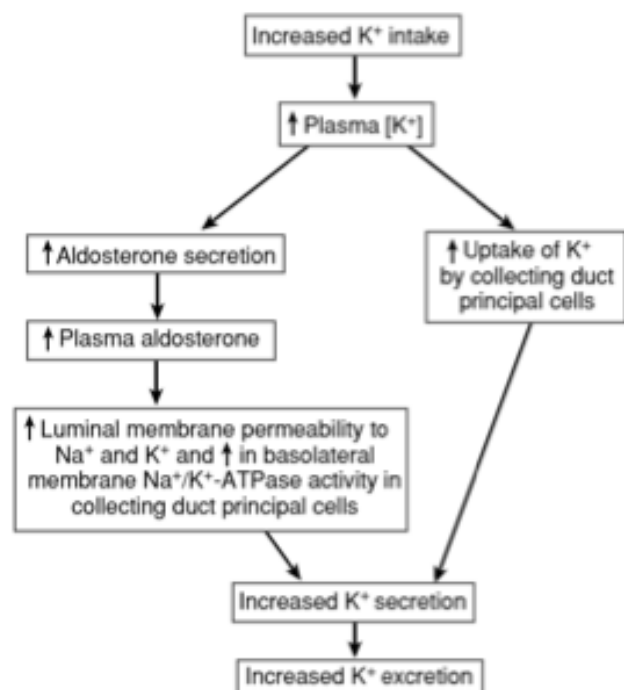 Increased K⁺ intake
↑ Plasma [K⁺]
↑ Aldosterone secretion
↑ Uptake of K⁺
by collecting duct
principal cells
↑ Plasma aldosterone
↑ Luminal membrane permeability to
Na⁺ and K⁺ and ↑ in basolateral
membrane Na⁺/K⁺-ATPase activity in
collecting duct principal cells
Increased K⁺ secretion
Increased K⁺ excretion